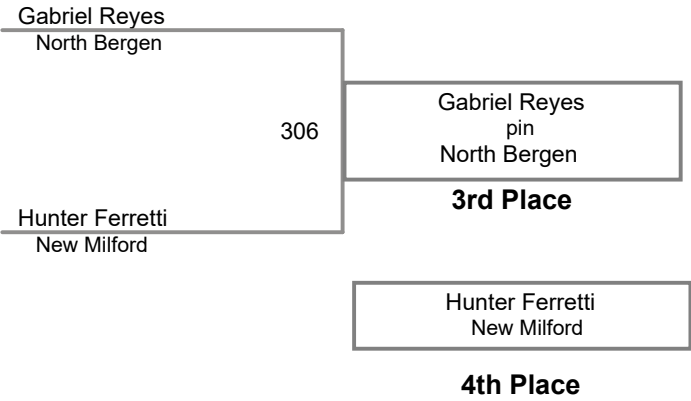 Gabriel Reyes
North Bergen
306
Gabriel Reyes
pin
North Bergen
3rd Place
Hunter Ferretti
New Milford
Hunter Ferretti
New Milford
4th Place